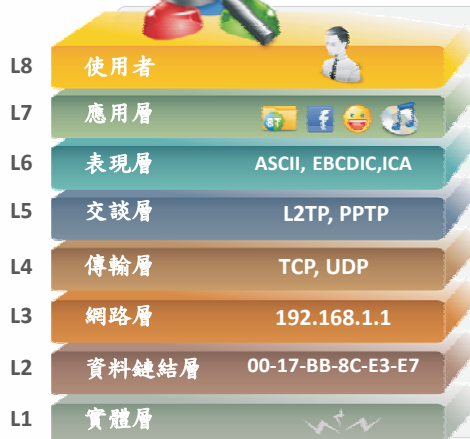 L8 使用者
L7 應用層 BT f
L6 表現層 ASCII, EBCDIC,ICA
L5 交談層 L2TP, PPTP
L4 傳輸層 TCP, UDP
L3 網路層 192.168.1.1
L2 資料鏈結層 00-17-BB-8C-E3-E7
L1 實體層